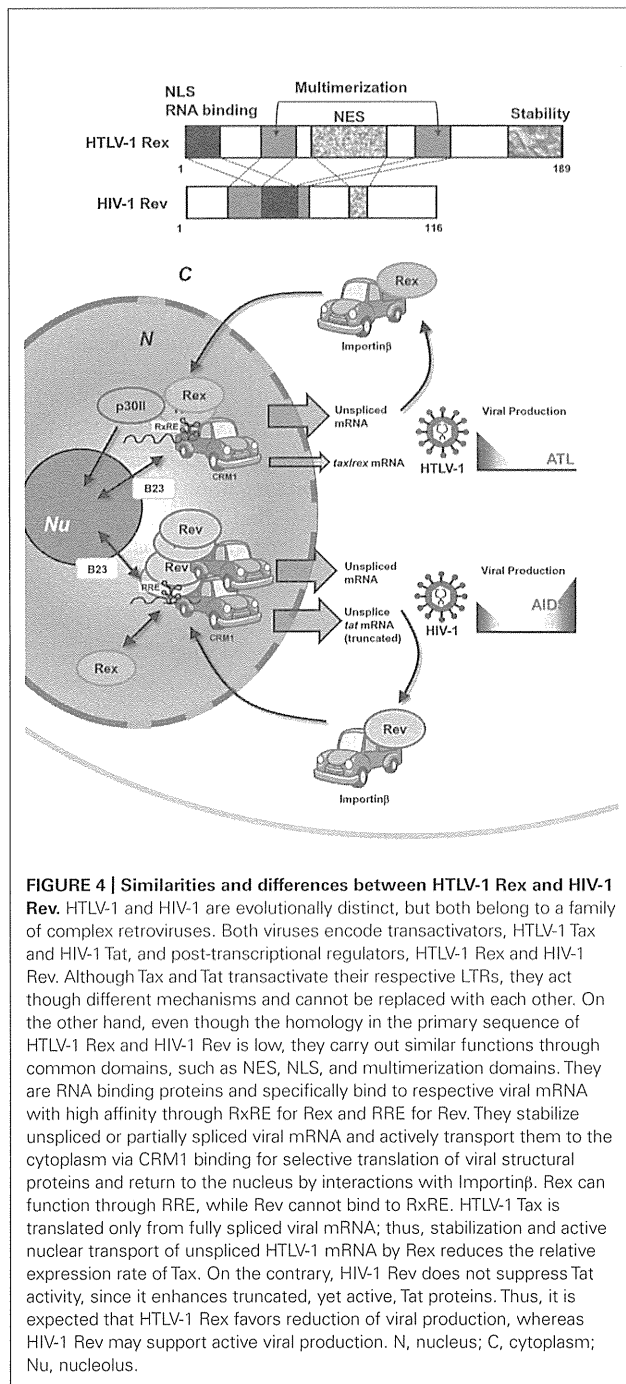 NLS
RNA binding
Multimerization
NES
Stability
HTLV-1 Rex
1
189
HIV-1 Rev
1
116
C
Rex
Importinβ
N
p30II
Rex
RxRE
CRM1
Unspliced
mRNA
Viral Production
tax/rex mRNA
HTLV-1
ATL
B23
Nu
Rev
B23
Rev
RRE
CRM1
Unspliced
mRNA
Viral Production
Unsplice
tat mRNA
(truncated)
HIV-1
AID
Rex
Rev
Importinβ
FIGURE 4 | Similarities and differences between HTLV-1 Rex and HIV-1
Rev. HTLV-1 and HIV-1 are evolutionally distinct, but both belong to a family
of complex retroviruses. Both viruses encode transactivators, HTLV-1 Tax
and HIV-1 Tat, and post-transcriptional regulators, HTLV-1 Rex and HIV-1
Rev. Although Tax and Tat transactivate their respective LTRs, they act
though different mechanisms and cannot be replaced with each other. On
the other hand, even though the homology in the primary sequence of
HTLV-1 Rex and HIV-1 Rev is low, they carry out similar functions through
common domains, such as NES, NLS, and multimerization domains. They
are RNA binding proteins and specifically bind to respective viral mRNA
with high affinity through RxRE for Rex and RRE for Rev. They stabilize
unspliced or partially spliced viral mRNA and actively transport them to the
cytoplasm via CRM1 binding for selective translation of viral structural
proteins and return to the nucleus by interactions with Importinβ. Rex can
function through RRE, while Rev cannot bind to RxRE. HTLV-1 Tax is
translated only from fully spliced viral mRNA; thus, stabilization and active
nuclear transport of unspliced HTLV-1 mRNA by Rex reduces the relative
expression rate of Tax. On the contrary, HIV-1 Rev does not suppress Tat
activity, since it enhances truncated, yet active, Tat proteins. Thus, it is
expected that HTLV-1 Rex favors reduction of viral production, whereas
HIV-1 Rev may support active viral production. N, nucleus; C, cytoplasm;
Nu, nucleolus.